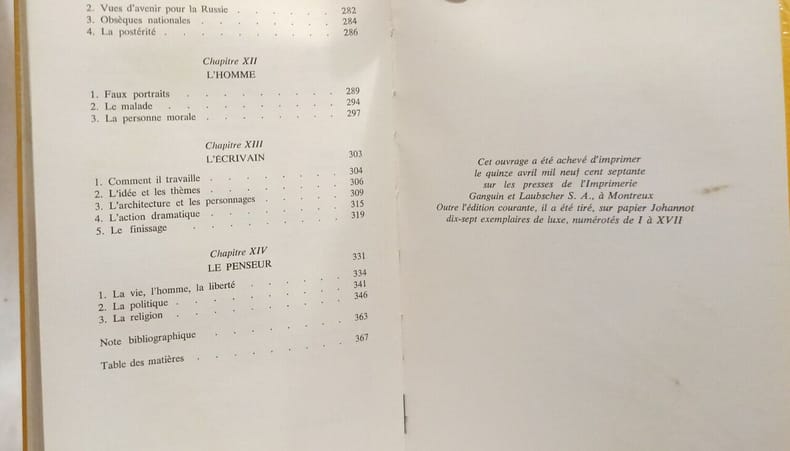 2. Vues d'avenir pour la Russie . . . . . . 282
3. Obsèques nationales . . . . . . . . 284
4. La postérité . . . . . . . . . . 286
Chapitre XII
L'HOMME
1. Faux portraits . . . . . . . . . 289
2. Le malade . . . . . . . . . 294
3. La personne morale . . . . . . . . 297
Chapitre XIII
L'ÉCRIVAIN 303
1. Comment il travaille . . . . . . . . 304
2. L'idée et les thèmes . . . . . . . . 306
3. L'architecture et les personnages . . . . . 309
4. L'action dramatique . . . . . . . . 315
5. Le finissage . . . . . . . . . 319
Chapitre XIV
LE PENSEUR 331
1. La vie, l'homme, la liberté . . . . . . 334
2. La politique . . . . . . . . . 341
3. La religion . . . . . . . . . 346
Note bibliographique . . . . . . . . 363
Table des matières . . . . . . . . . 367
Cet ouvrage a été achevé d'imprimer
le quinze avril mil neuf cent septante
sur les presses de l'Imprimerie
Ganguin et Laubscher S. A., à Montreux
Outre l'édition courante, il a été tiré, sur papier Johannot
dix-sept exemplaires de luxe, numérotés de I à XVII